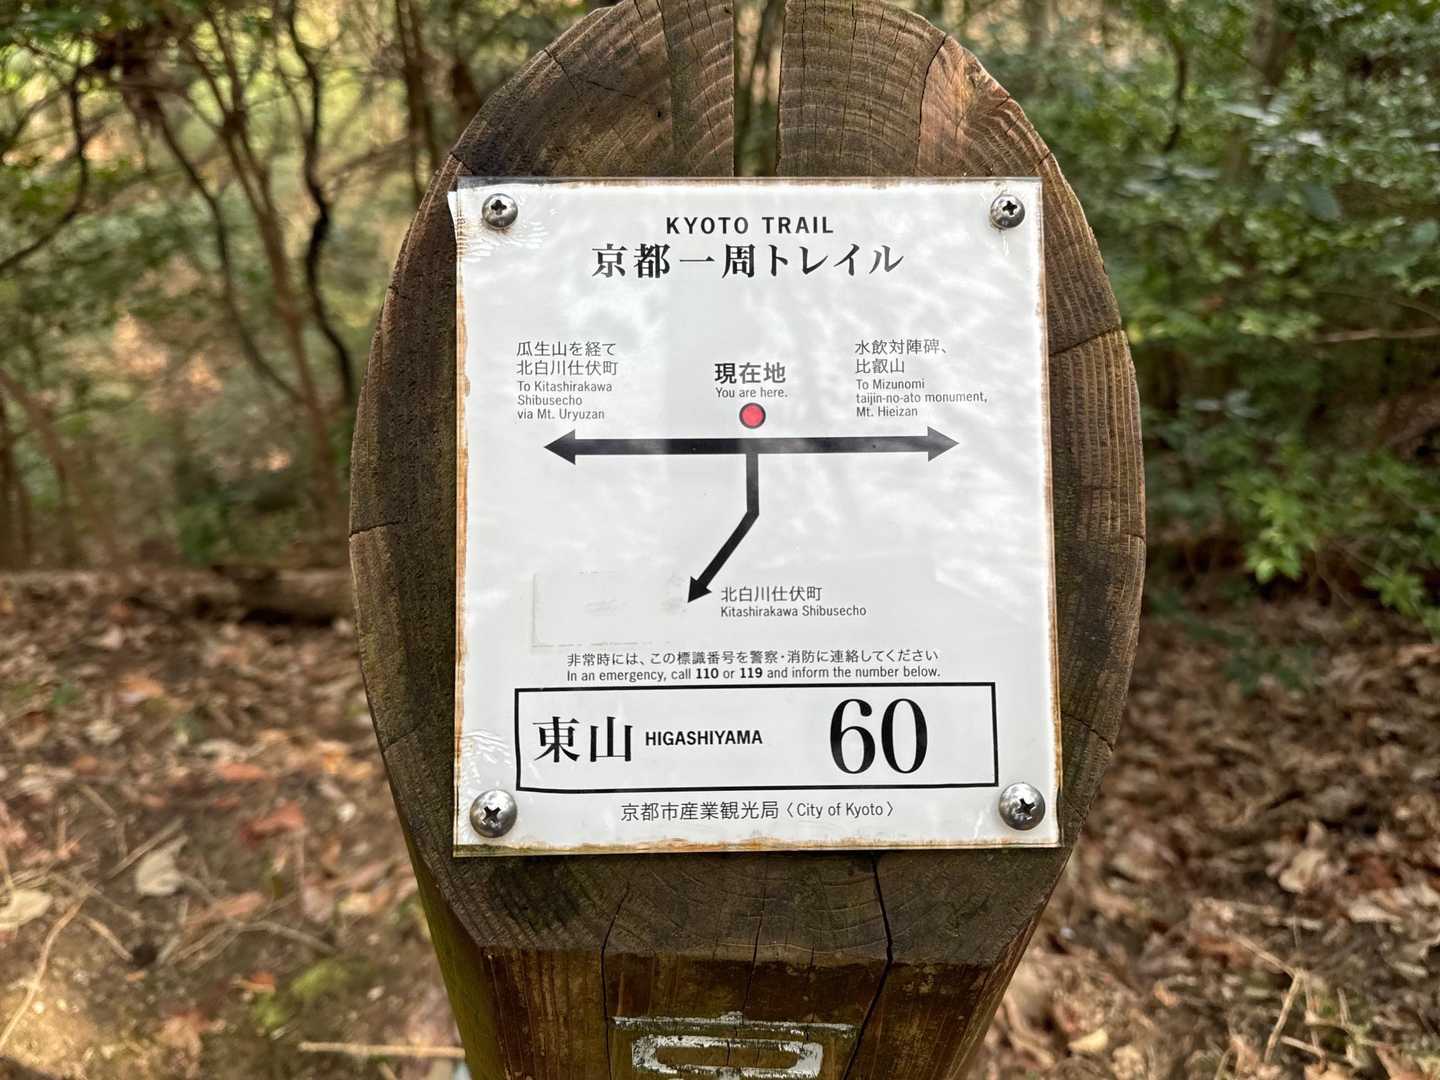 KYOTO TRAIL
京都一周トレイル
瓜生山を経て
北白川仕伏町
To Kitashirakawa
Shibusecho
via Mt. Uryuzan
現在地
You are here.
水飲対陣碑、
比叡山
To Mizunomi
taijin-no-ato monument,
Mt. Hieizan
北白川仕伏町
Kitashirakawa Shibusecho
非常時には、この標識番号を警察・消防に連絡してください
In an emergency, call 110 or 119 and inform the number below.
東山 HIGASHIYAMA 60
京都市産業観光局〈City of Kyoto〉